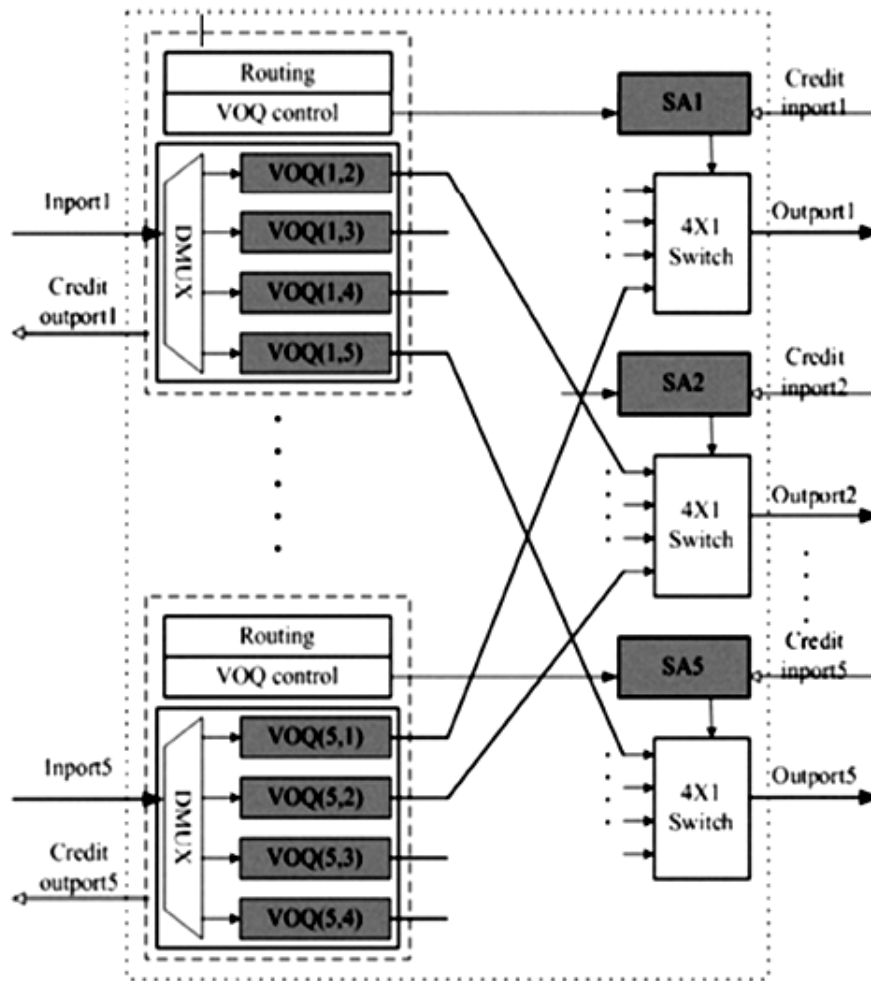 Routing
VOQ control
SA1
Credit
inport1
Inport1
DMUX
VOQ(1,2)
VOQ(1,3)
VOQ(1,4)
VOQ(1,5)
4X1
Switch
Outport1
Credit
outport1
SA2
Credit
inport2
4X1
Switch
Outport2
Routing
VOQ control
SA5
Credit
inport5
Inport5
DMUX
VOQ(5,1)
VOQ(5,2)
VOQ(5,3)
VOQ(5,4)
4X1
Switch
Outport5
Credit
outport5